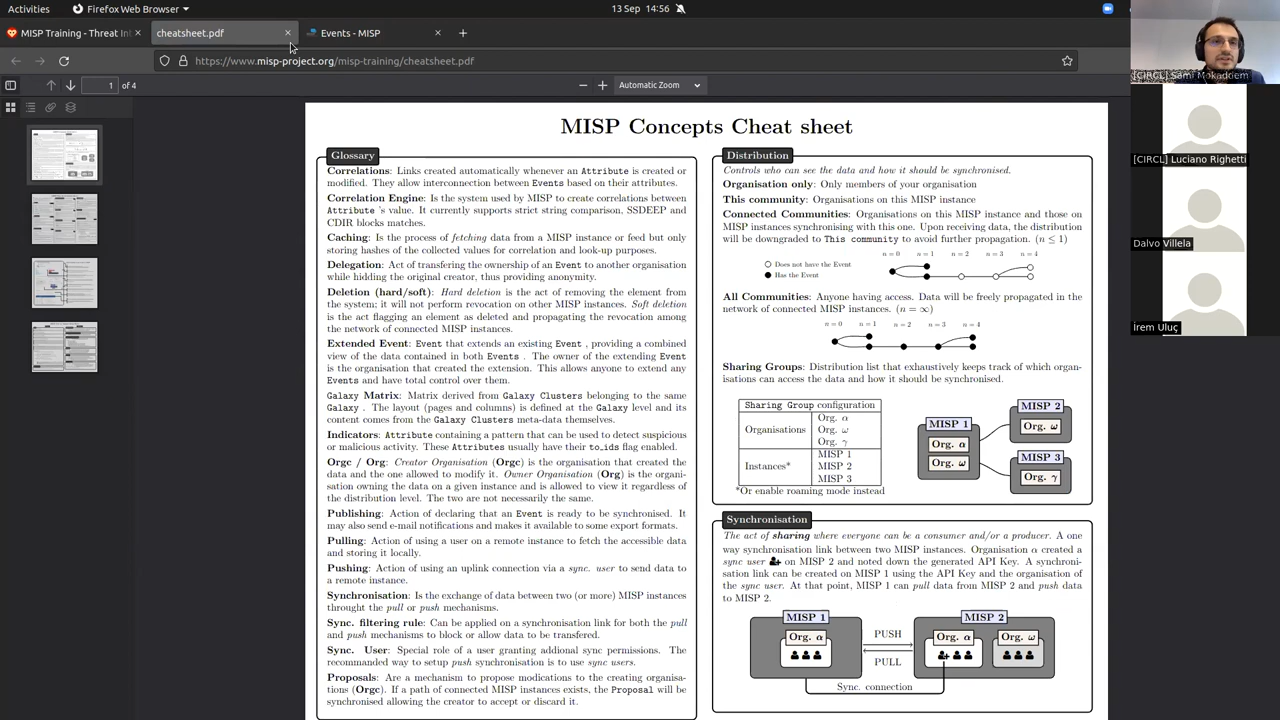 Activities
Firefox Web Browser
13 Sep 14:56
MISP Training - Threat Int
cheatsheet.pdf
Events - MISP
https://www.misp-project.org/misp-training/cheatsheet.pdf
1 of 4
Automatic Zoom
MISP Concepts Cheat sheet
Glossary
Correlations: Links created automatically whenever an Attribute is created or
modified. They allow interconnection between Events based on their attributes.
Correlation Engine: Is the system used by MISP to create correlations between
Attribute 's value. It currently supports strict string comparison, SSDEEP and
CDIR blocks matches.
Caching: Is the process of fetching data from a MISP instance or feed but only
storing hashes of the collected values for correlation and look-up purposes.
Delegation: Act of transfering the ownership of an Event to another organisation
while hidding the original creator, thus providing anonymity.
Deletion (hard/soft): Hard deletion is the act of removing the element from
the system; it will not perform revocation on other MISP instances. Soft deletion
is the act flagging an element as deleted and propagating the revocation among
the network of connected MISP instances.
Extended Event: Event that extends an existing Event , providing a combined
view of the data contained in both Events . The owner of the extending Event
is the organisation that created the extension. This allows anyone to extend any
Events and have total control over them.
Galaxy Matrix: Matrix derived from Galaxy Clusters belonging to the same
Galaxy . The layout (pages and columns) is defined at the Galaxy level and its
content comes from the Galaxy Clusters meta-data themselves.
Indicators: Attribute containing a pattern that can be used to detect suspicious
or malicious activity. These Attributes usually have their to_ids flag enabled.
Orgc / Org: Creator Organisation (Orgc) is the organisation that created the
data and the one allowed to modify it. Owner Organisation (Org) is the organi-
sation owning the data on a given instance and is allowed to view it regardless of
the distribution level. The two are not necessarily the same.
Publishing: Action of declaring that an Event is ready to be synchronised. It
may also send e-mail notifications and makes it available to some export formats.
Pulling: Action of using a user on a remote instance to fetch the accessible data
and storing it locally.
Pushing: Action of using an uplink connection via a sync. user to send data to
a remote instance.
Synchronisation: Is the exchange of data between two (or more) MISP instances
throught the pull or push mechanisms.
Sync. filtering rule: Can be applied on a synchronisation link for both the pull
and push mechanisms to block or allow data to be transfered.
Sync. User: Special role of a user granting addional sync permissions. The
recommanded way to setup push synchronisation is to use sync users.
Proposals: Are a mechanism to propose modications to the creating organisa-
tions (Orgc). If a path of connected MISP instances exists, the Proposal will be
synchronised allowing the creator to accept or discard it.
Distribution
Controls who can see the data and how it should be synchronised.
Organisation only: Only members of your organisation
This community: Organisations on this MISP instance
Connected Communities: Organisations on this MISP instance and those on
MISP instances synchronising with this one. Upon receiving data, the distribution
will be downgraded to This community to avoid further propagation. (n ≤ 1)
n = 0 n = 1 n = 2 n = 3 n = 4
Does not have the Event
Has the Event
All Communities: Anyone having access. Data will be freely propagated in the
network of connected MISP instances. (n = ∞)
n = 0 n = 1 n = 2 n = 3 n = 4
Sharing Groups: Distribution list that exhaustively keeps track of which organ-
isations can access the data and how it should be synchronised.
Sharing Group configuration
Organisations
Org. α
Org. ω
Org. γ
Instances*
MISP 1
MISP 2
MISP 3
*Or enable roaming mode instead
MISP 1
Org. α
Org. ω
MISP 2
Org. ω
MISP 3
Org. γ
Synchronisation
The act of sharing where everyone can be a consumer and/or a producer. A one
way synchronisation link between two MISP instances. Organisation α created a
sync user on MISP 2 and noted down the generated API Key. A synchroni-
sation link can be created on MISP 1 using the API Key and the organisation of
the sync user. At that point, MISP 1 can pull data from MISP 2 and push data
to MISP 2.
MISP 1
Org. α
PUSH
PULL
MISP 2
Org. α
Org. ω
Sync. connection
[CIRCL] Sami Mokaddem
[CIRCL] Luciano Righetti
Dalvo Villela
İrem Uluç